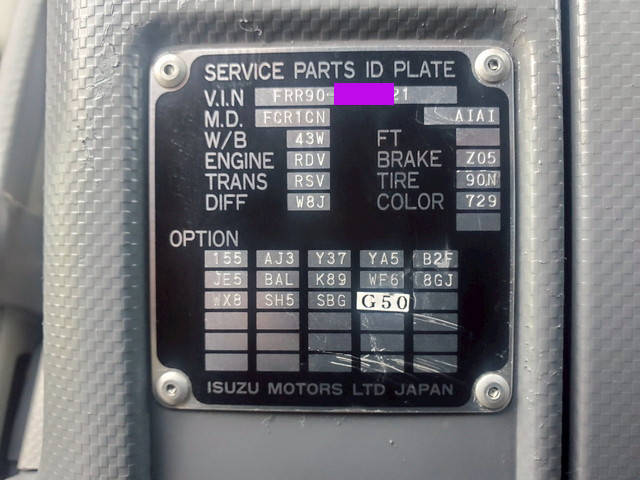 SERVICE PARTS ID PLATE
V.I.N FRR90- 21
M.D. FCR1CN AIAI
W/B 43W FT
ENGINE RDV BRAKE Z05
TRANS RSV TIRE 90N
DIFF W8J COLOR 729
OPTION
155 AJ3 Y37 YA5 B2F
JE5 BAL K89 WF6 8GJ
WX8 SH5 SBG G50
ISUZU MOTORS LTD JAPAN